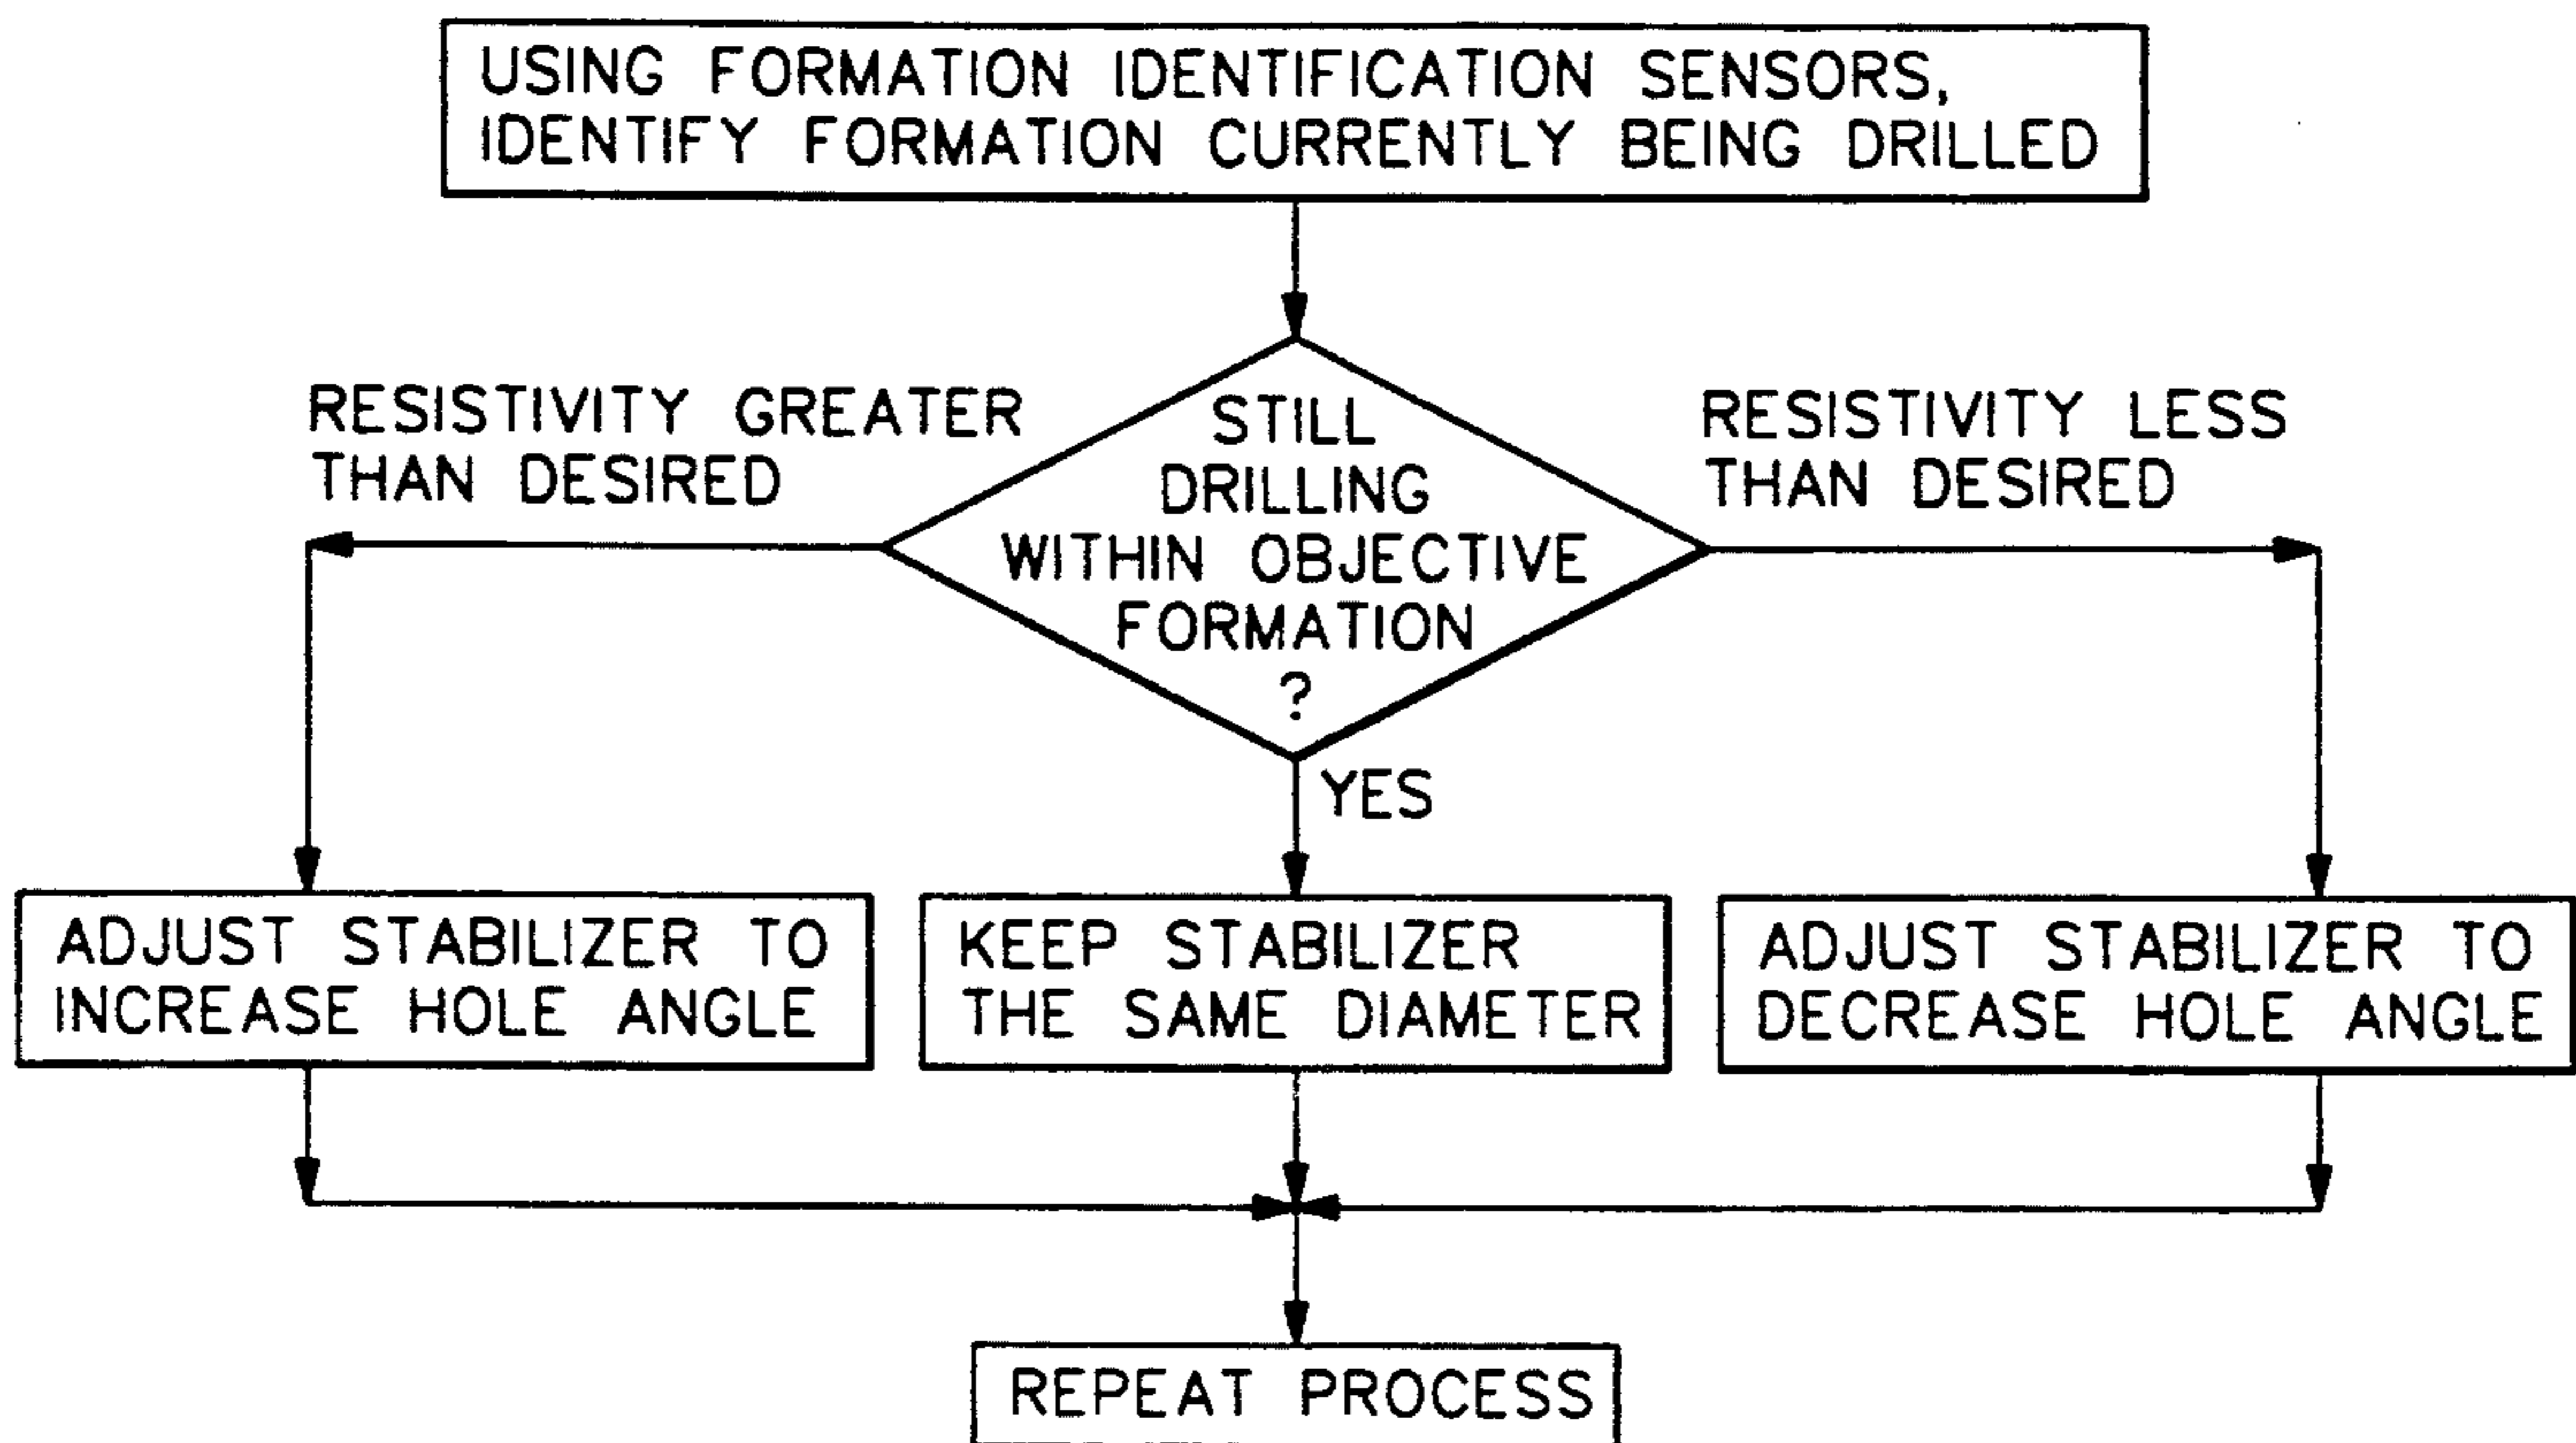 USING FORMATION IDENTIFICATION SENSORS,
IDENTIFY FORMATION CURRENTLY BEING DRILLED
RESISTIVITY GREATER
THAN DESIRED
STILL
DRILLING
WITHIN OBJECTIVE
FORMATION
?
RESISTIVITY LESS
THAN DESIRED
YES
ADJUST STABILIZER TO
INCREASE HOLE ANGLE
KEEP STABILIZER
THE SAME DIAMETER
ADJUST STABILIZER TO
DECREASE HOLE ANGLE
REPEAT PROCESS